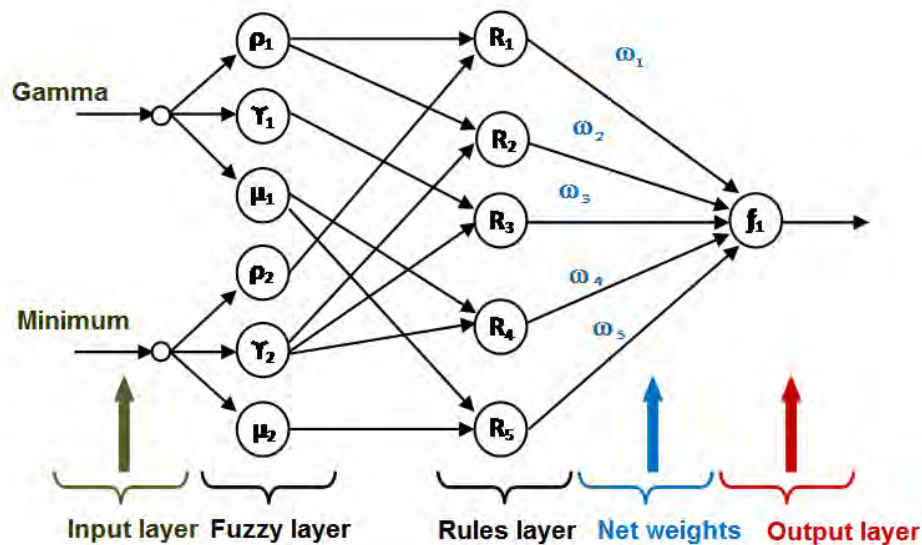 ρ₁
R₁
ω₁
Gamma
ϒ₁
ω₂
R₂
μ₁
ω₃
R₃
ƒ₁
ρ₂
ω₄
Minimum
R₄
ω₅
ϒ₂
μ₂
R₅
Input layer
Fuzzy layer
Rules layer
Net weights
Output layer